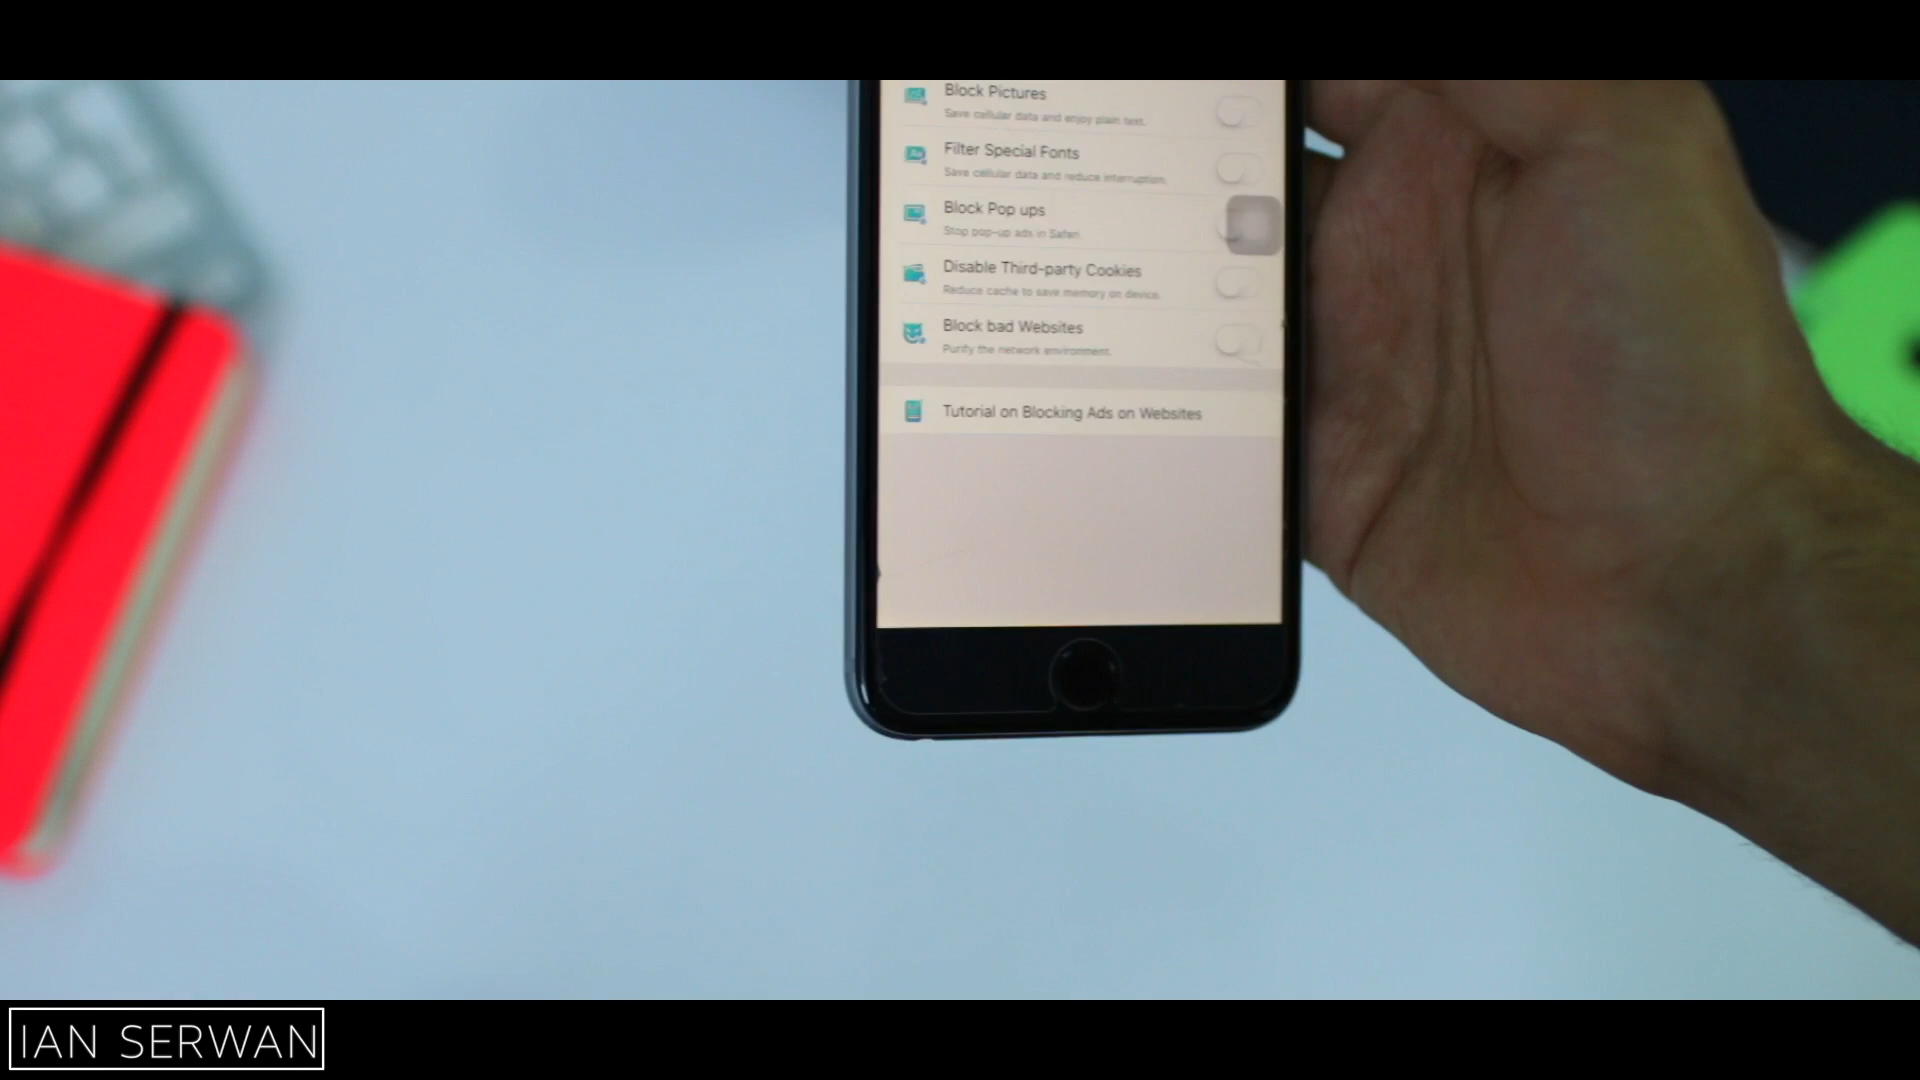 Block Pictures
Save cellular data and enjoy plain text.
Filter Special Fonts
Save cellular data and reduce interruption.
Block Pop ups
Stop pop-up ads in Safari.
Disable Third-party Cookies
Reduce cache to save memory on device.
Block bad Websites
Purify the network environment.
Tutorial on Blocking Ads on Websites
IAN SERWAN